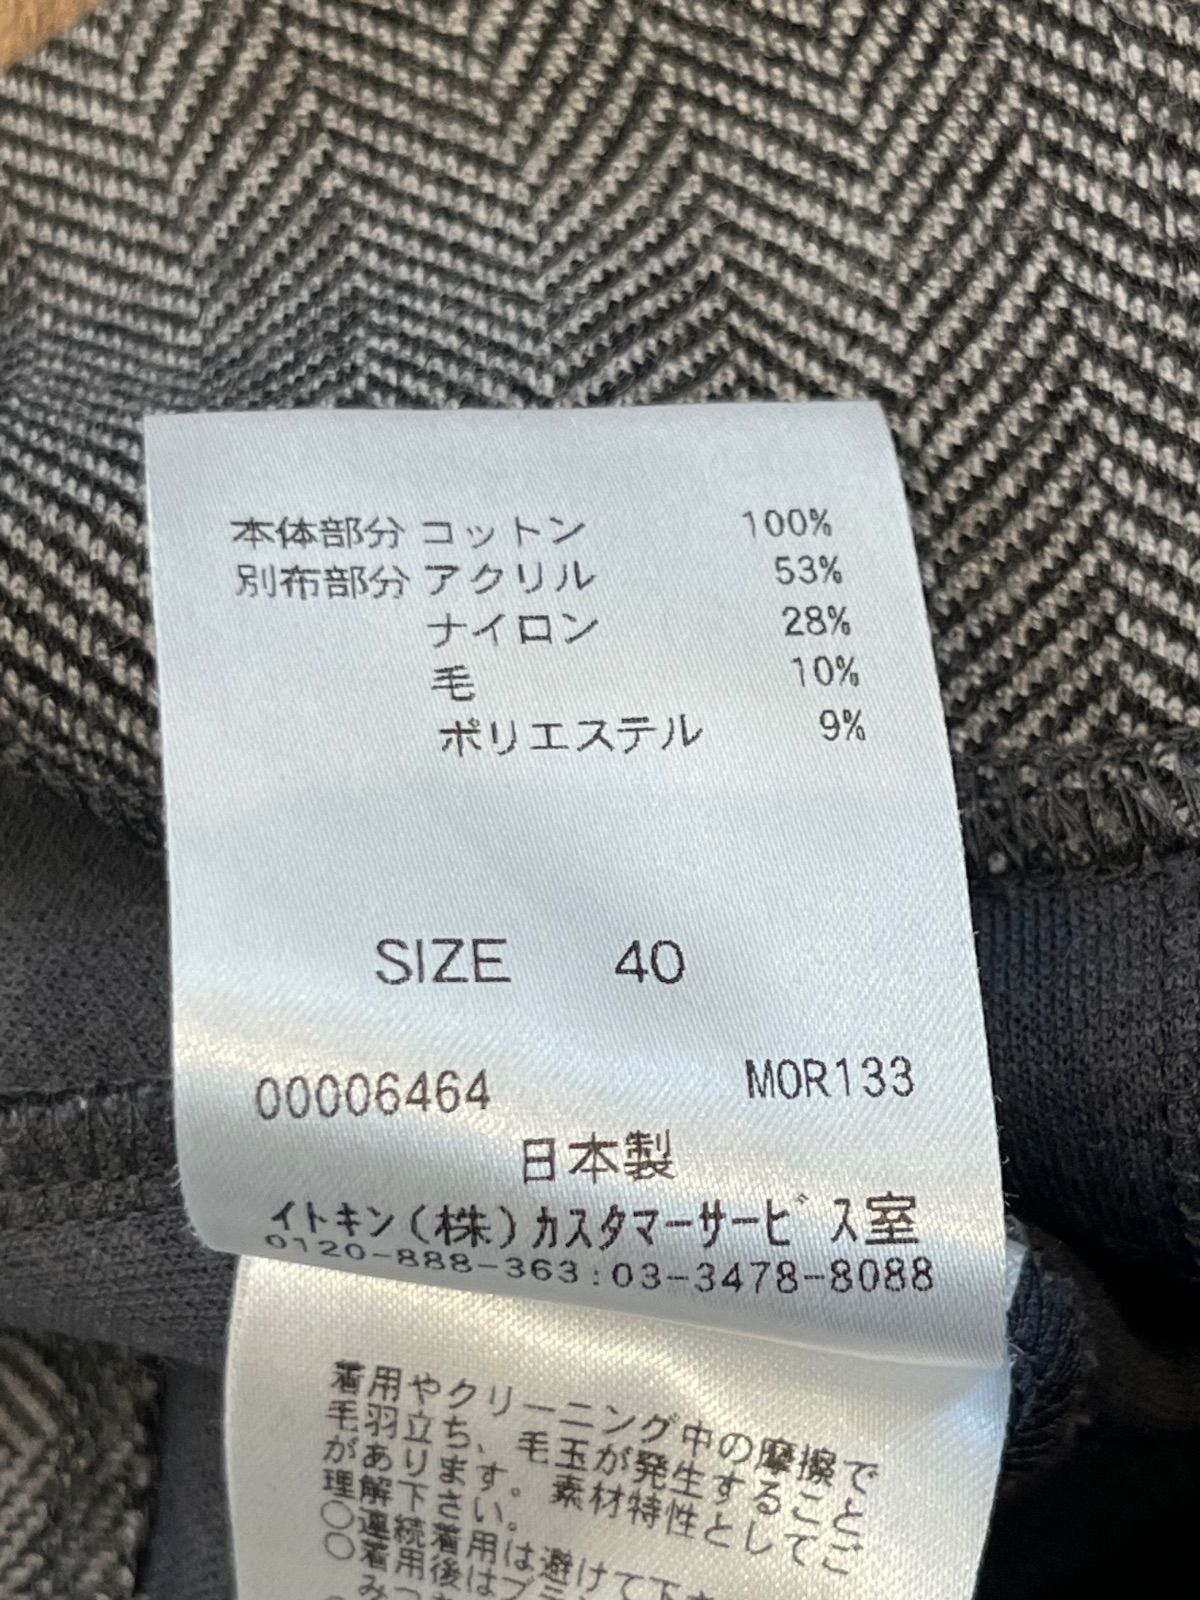 本体部分 コットン 100%
別布部分 アクリル 53%
ナイロン 28%
毛 10%
ポリエステル 9%
SIZE 40
00006464 MOR133
日本製
イトキン(株)カスタマーサービス室
0120-888-363:03-3478-8088
着用やクリーニング中の摩擦で
毛羽立ち、毛玉が発生すること
があります。素材特性としてご
理解下さい。
○連続着用は避けて下さ
○着用後はブラ